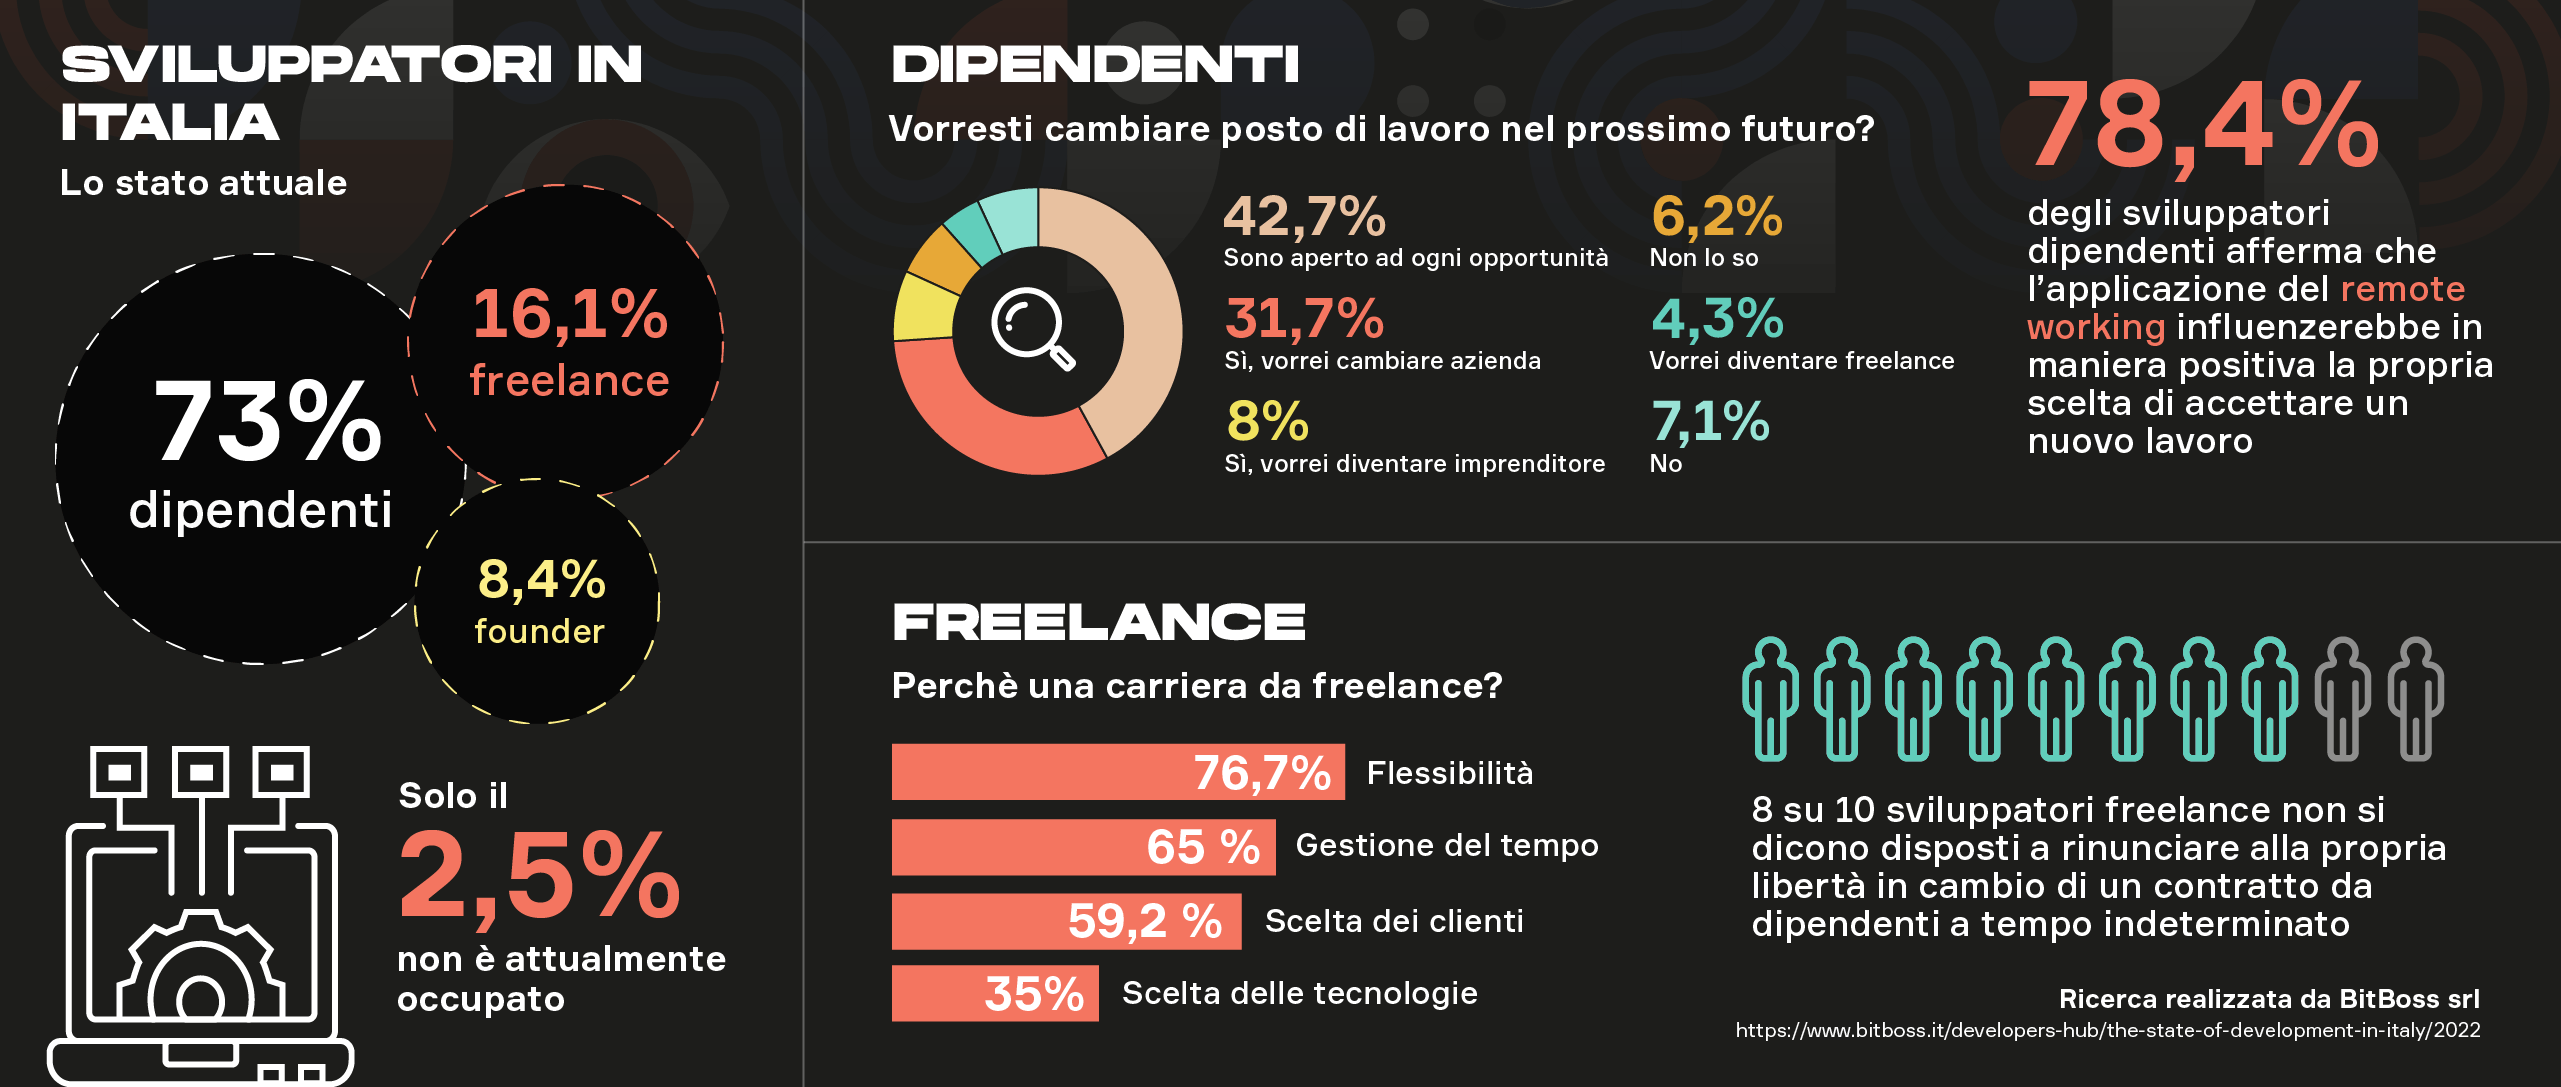 SVILUPPATORI IN
ITALIA
Lo stato attuale
73%
dipendenti
16,1%
freelance
8,4%
founder
Solo il
2,5%
non è attualmente
occupato
DIPENDENTI
Vorresti cambiare posto di lavoro nel prossimo futuro?
42,7%
Sono aperto ad ogni opportunità
31,7%
Sì, vorrei cambiare azienda
8%
Sì, vorrei diventare imprenditore
6,2%
Non lo so
4,3%
Vorrei diventare freelance
7,1%
No
78,4%
degli sviluppatori
dipendenti afferma che
l’applicazione del remote
working influenzerebbe in
maniera positiva la propria
scelta di accettare un
nuovo lavoro
FREELANCE
Perchè una carriera da freelance?
76,7% Flessibilità
65 % Gestione del tempo
59,2 % Scelta dei clienti
35% Scelta delle tecnologie
8 su 10 sviluppatori freelance non si
dicono disposti a rinunciare alla propria
libertà in cambio di un contratto da
dipendenti a tempo indeterminato
Ricerca realizzata da BitBoss srl
https://www.bitboss.it/developers-hub/the-state-of-development-in-italy/2022